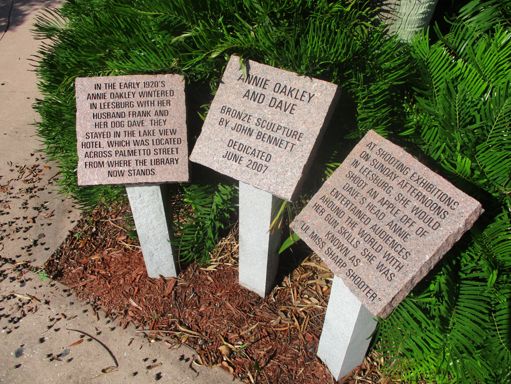 IN THE EARLY 1920'S
ANNIE OAKLEY WINTERED
IN LEESBURG WITH HER
HUSBAND FRANK AND
HER DOG DAVE. THEY
STAYED IN THE LAKE VIEW
HOTEL, WHICH WAS LOCATED
ACROSS PALMETTO STREET
FROM WHERE THE LIBRARY
NOW STANDS.
ANNIE OAKLEY
AND DAVE
BRONZE SCULPTURE
BY JOHN BENNETT
DEDICATED
JUNE 2007
AT SHOOTING EXHIBITIONS
ON SUNDAY AFTERNOONS
IN LEESBURG, SHE WOULD
SHOOT AN APPLE OFF OF
DAVE'S HEAD. ANNIE
ENTERTAINED AUDIENCES
AROUND THE WORLD WITH
HER GUN SKILLS. SHE WAS
KNOWN AS
"LIL MISS SHARP SHOOTER."